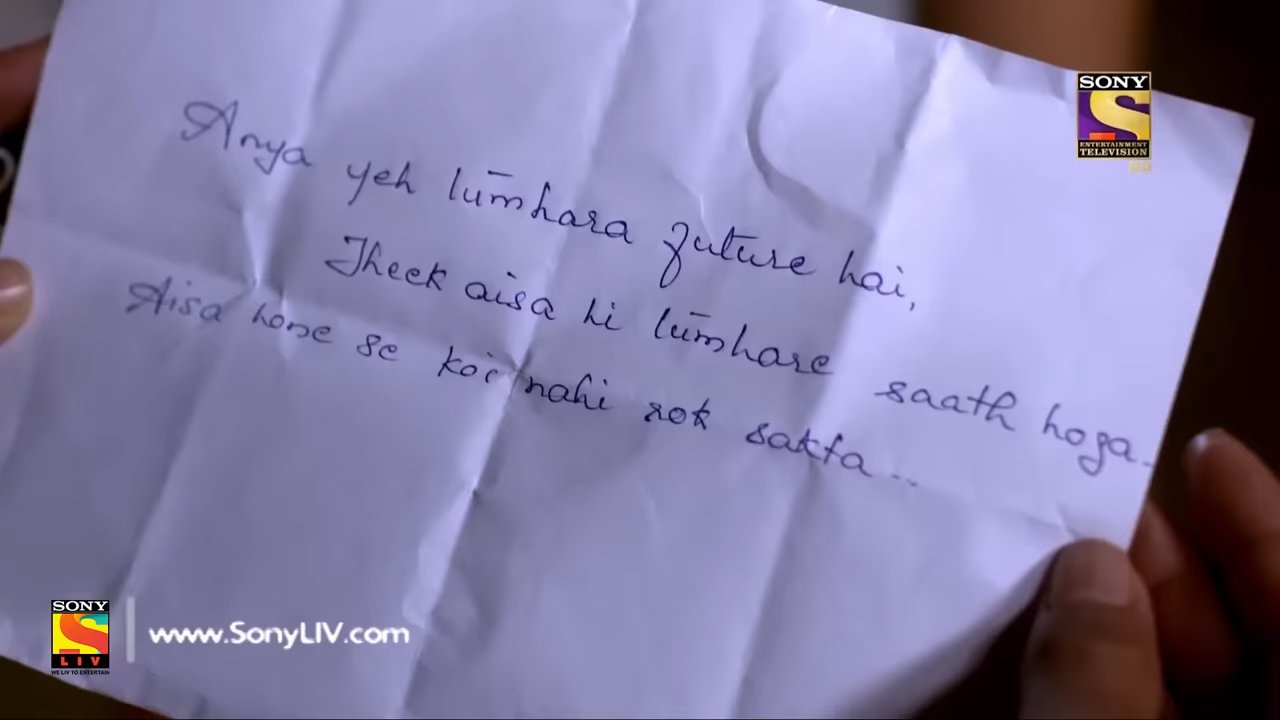 SONY
ENTERTAINMENT
TELEVISION
HD
Anya yeh tumhara future hai,
Theek aisa hi tumhare saath hoga..
Aisa hone se koi nahi rok sakta...
SONY
LIV
WE LIV TO ENTERTAIN
www.SonyLIV.com